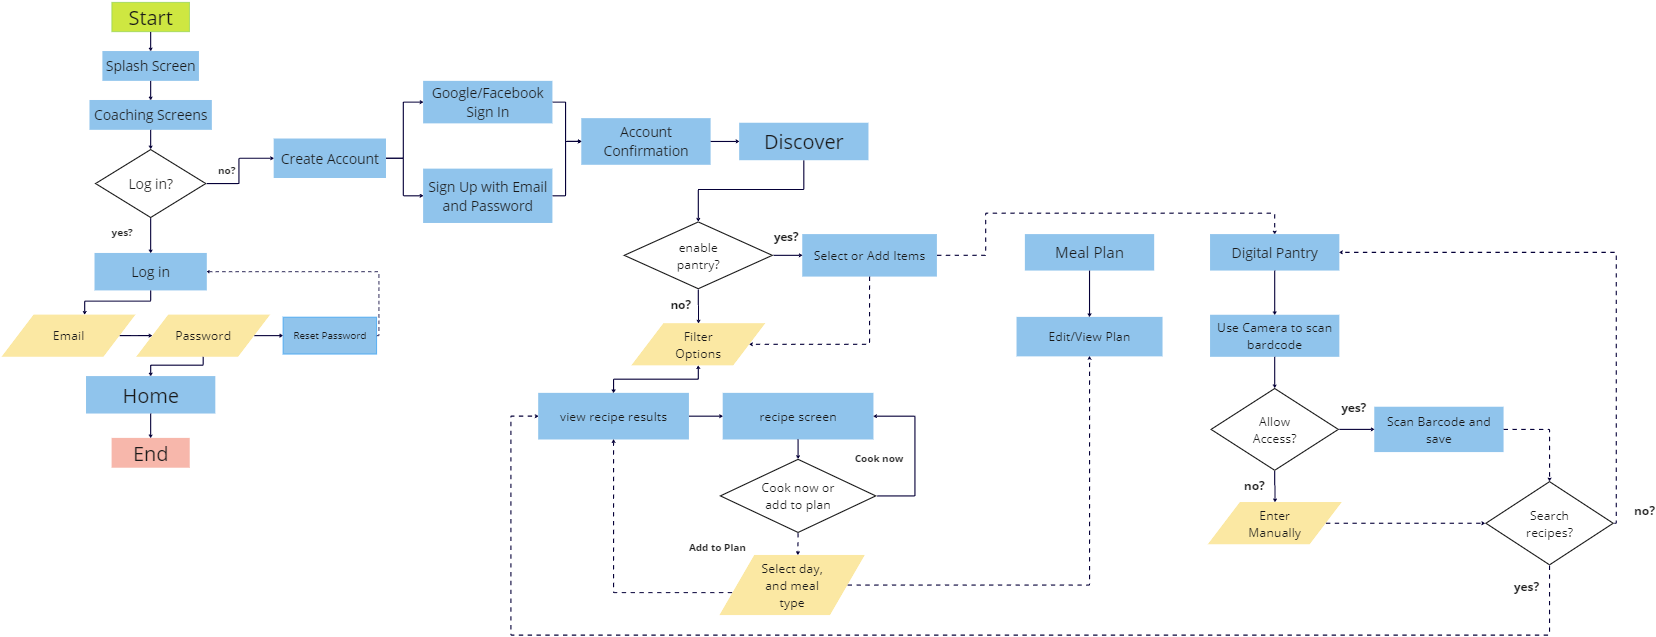 Start
Splash Screen
Coaching Screens
Log in?
no?
yes?
Create Account
Google/Facebook
Sign In
Sign Up with Email
and Password
Account
Confirmation
Discover
Log in
Email
Password
Reset Password
Home
End
enable
pantry?
yes?
no?
Select or Add Items
Filter
Options
view recipe results
recipe screen
Cook now
Cook now or
add to plan
Add to Plan
Select day,
and meal
type
Meal Plan
Edit/View Plan
Digital Pantry
Use Camera to scan
bardcode
Allow
Access?
yes?
no?
Scan Barcode and
save
Enter
Manually
Search
recipes?
no?
yes?